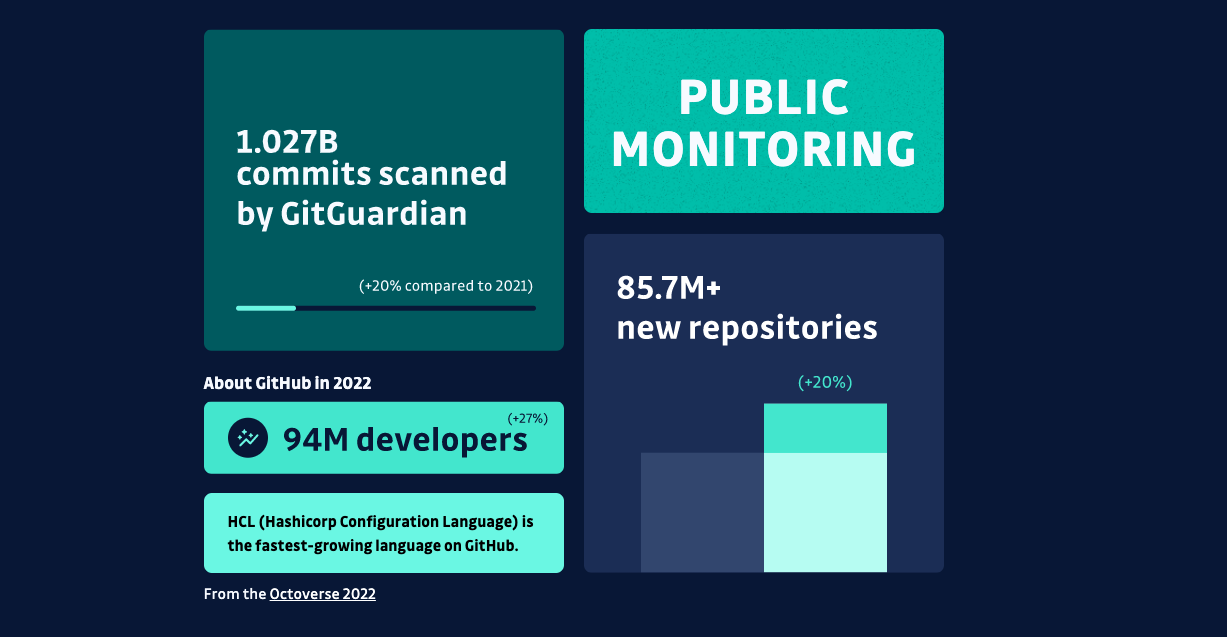 1.027B
commits scanned
by GitGuardian
(+20% compared to 2021)
PUBLIC
MONITORING
85.7M+
new repositories
(+20%)
About GitHub in 2022
(+27%)
94M developers
HCL (Hashicorp Configuration Language) is
the fastest-growing language on GitHub.
From the Octoverse 2022